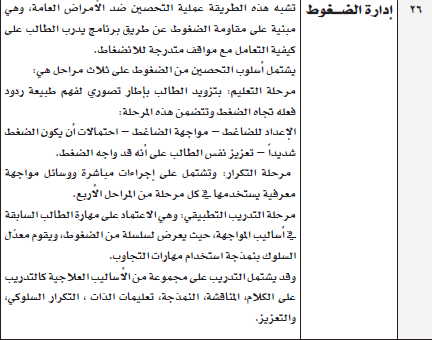 ٢٦
إدارة الضـــغوط
تشبه هذه الطريقة عملية التحصين ضد الأمراض العامة، وهي
مبنية على مقاومة الضغوط عن طريق برنامج يدرب الطالب على
كيفية التعامل مع مواقف متدرجة للانضغاط.
يشتمل أسلوب التحصين من الضغوط على ثلاث مراحل هي:
مرحلة التعليم: بتزويد الطالب بإطار تصوري لفهم طبيعة ردود
فعله تجاه الضغط وتتضمن هذه المرحلة:
الإعداد للضاغط – مواجهة الضاغط – احتمالات أن يكون الضغط
شديداً – تعزيز نفس الطالب على أنه قد واجه الضغط.
مرحلة التكرار: وتشتمل على إجراءات مباشرة ووسائل مواجهة
معرفية يستخدمها في كل مرحلة من المراحل الأربع.
مرحلة التدريب التطبيقي: وهي الاعتماد على مهارة الطالب السابقة
في أساليب المواجهة، حيث يعرض لسلسلة من الضغوط، ويقوم معدّل
السلوك بنمذجة استخدام مهارات التجاوب.
وقد يشتمل التدريب على مجموعة من الأساليب العلاجية كالتدريب
على الكلام، المناقشة، النمذجة، تعليمات الذات ، التكرار السلوكي،
والتعزيز.